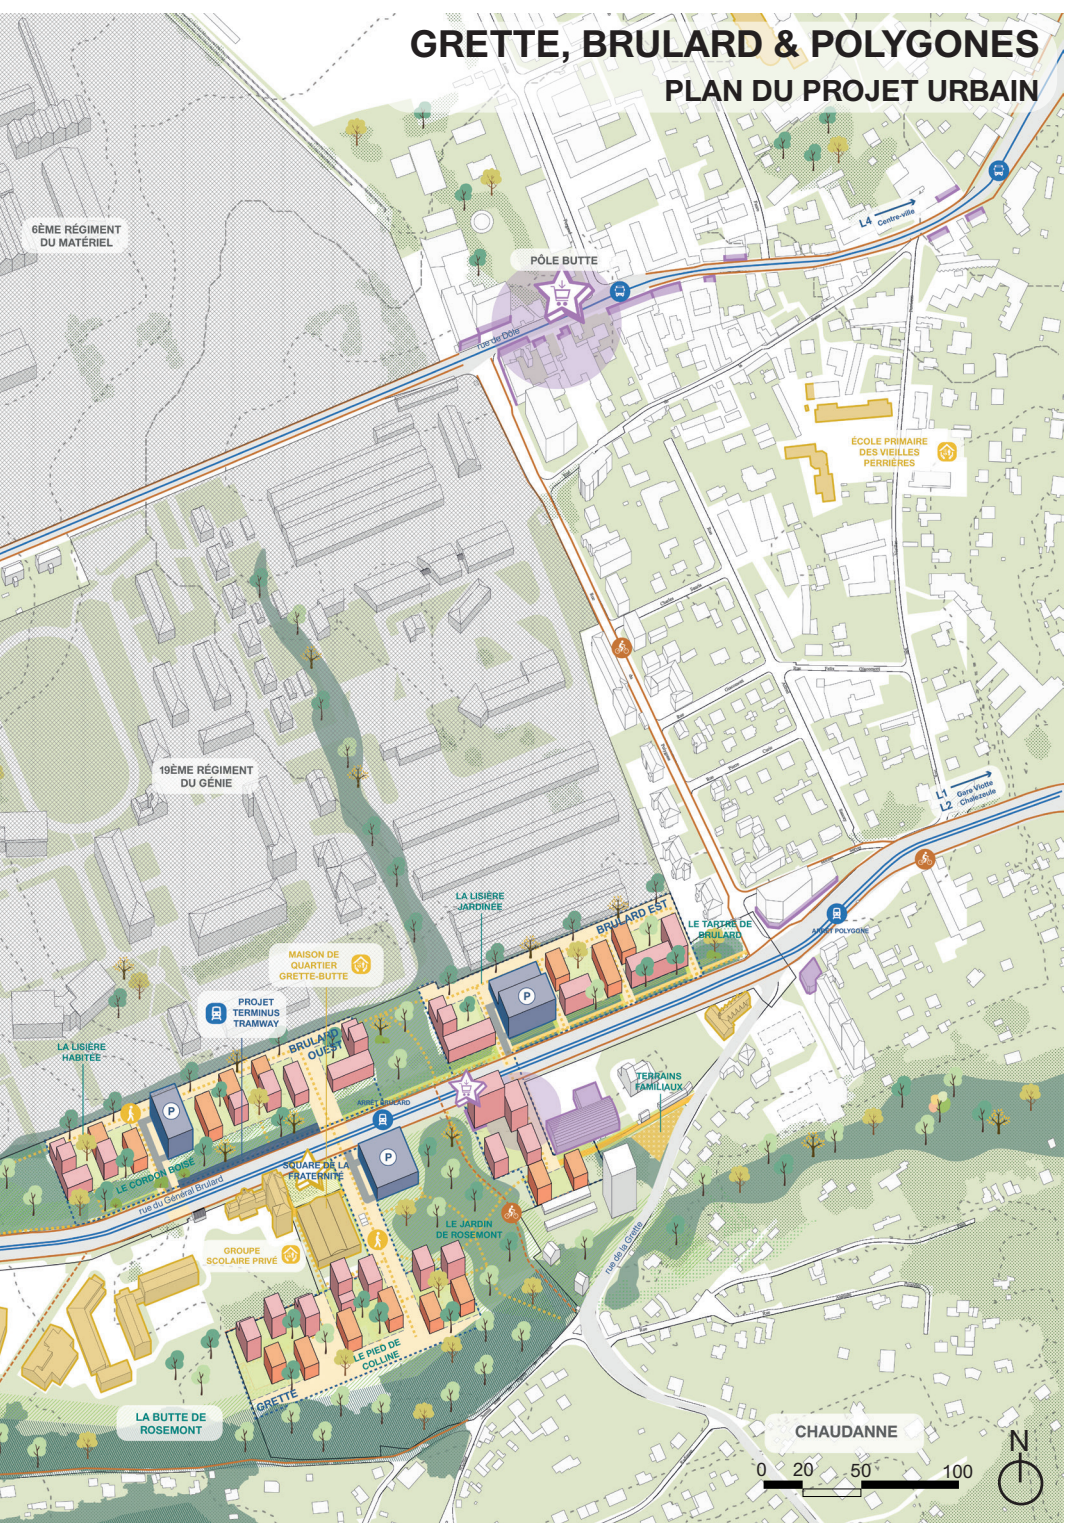 GRETTE, BRULARD & POLYGONES
PLAN DU PROJET URBAIN
6ÈME RÉGIMENT
DU MATÉRIEL
L4
Centre-ville
PÔLE BUTTE
rue de Dôle
ÉCOLE PRIMAIRE
DES VIEILLES
PERRIÈRES
19ÈME RÉGIMENT
DU GÉNIE
L1
L2
Gare Viotte
Chalezeule
LA LISIÈRE
JARDINÉE
BRULARD EST
LE TARTRE DE
BRULARD
ARRÊT POLYGONE
MAISON DE
QUARTIER
GRETTE-BUTTE
P
PROJET
TERMINUS
TRAMWAY
BRULARD
OUEST
LA LISIÈRE
HABITÉE
TERRAINS
FAMILIAUX
ARRÊT BRULARD
P
P
LE CORDON BOISÉ
SQUARE DE LA
FRATERNITÉ
rue du Général Brulard
LE JARDIN
DE ROSEMONT
rue de la Grette
GROUPE
SCOLAIRE PRIVÉ
LE PIED DE
COLLINE
GRETTE
LA BUTTE DE
ROSEMONT
CHAUDANNE
N
0 20 50 100